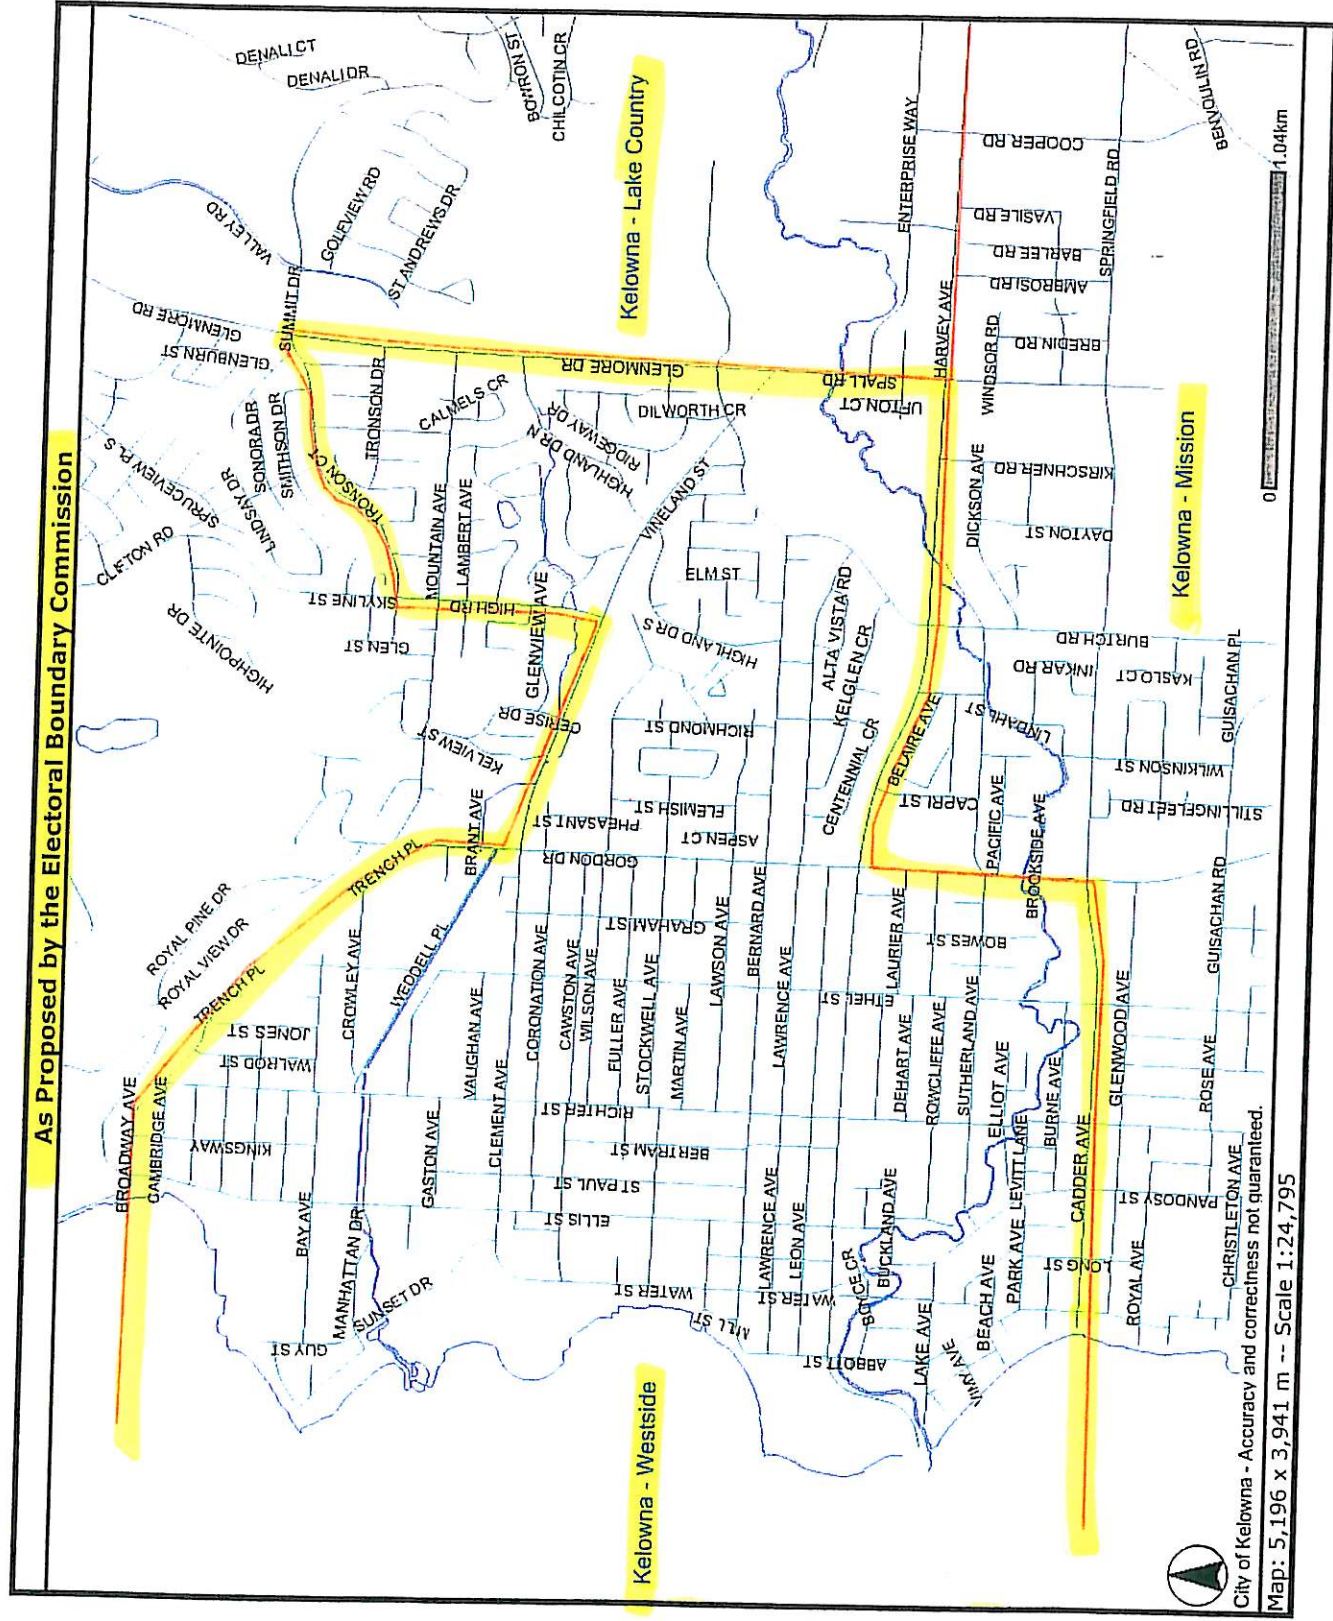 As Proposed by the Electoral Boundary Commission
DENALI CT
DENALI DR
BOWRON ST
CHILCOTIN CR
Kelowna - Lake Country
VALLEY RD
GOLFVIEW RD
ST ANDREWS DR
SUMMIT DR
GLENMORE RD
GLENBURN ST
ENTERPRISE WAY
COOPER RD
BENVOULIN RD
VASILE RD
BARLEE RD
SPRINGFIELD RD
AMBROSI RD
BREDIN RD
HARVEY AVE
WINDSOR RD
GLENMORE DR
SPALL RD
UFTON CT
DILWORTH CR
TRONSON DR
CALMELS CR
RIDGEWAY DR
HIGHLAND DR N
SONORA DR
SMITHSON DR
LINDSAY DR
SPRUCEVIEW PL S
CLIFTON RD
TRONSON CT
MOUNTAIN AVE
LAMBERT AVE
VINELAND ST
DICKSON AVE
KIRSCHNER RD
DAYTON ST
Kelowna - Mission
SKYLINE ST
HIGH RD
GLENVIEW AVE
ELM ST
HIGHPOINTE DR
GLEN ST
HIGHLAND DR S
ALTA VISTA RD
KELGLEN CR
BURTCH RD
INKAR RD
KASLO CT
GUISACHAN PL
KELVIEW ST
CERISE DR
RICHMOND ST
CENTENNIAL CR
BELAIRE AVE
LINDAHL ST
WILKINSON ST
BRANT AVE
PHEASANT ST
FLEMISH ST
ASPEN CT
CAPRI ST
PACIFIC AVE
STILLINGFLEET RD
BROOKSIDE AVE
TRENCH PL
GORDON DR
ROYAL PINE DR
ROYAL VIEW DR
TRENCH PL
CROWLEY AVE
WEDDELL PL
GRAHAM ST
BERNARD AVE
LAWSON AVE
LAURIER AVE
BOWES ST
GUISACHAN RD
JONES ST
WALROD ST
VAUGHAN AVE
CORONATION AVE
CAWSTON AVE
WILSON AVE
FULLER AVE
STOCKWELL AVE
MARTIN AVE
LAWRENCE AVE
ETHEL ST
DEHART AVE
ROWCLIFFE AVE
SUTHERLAND AVE
ELLIOT AVE
BURNE AVE
GLENWOOD AVE
ROSE AVE
BROADWAY AVE
CAMBRIDGE AVE
KINGSWAY
GASTON AVE
CLEMENT AVE
RICHTER ST
BERTRAM ST
ST PAUL ST
ELLIS ST
LAWRENCE AVE
LEON AVE
BUCKLAND AVE
PARK AVE
LEVITT LANE
CADDER AVE
PANDOSY ST
CHRISTLETON AVE
BAY AVE
MANHATTAN DR
SUNSET DR
GUY ST
WATER ST
WATER ST
MILL ST
ABBOTT ST
BOYCE CR
LAKE AVE
VIMY AVE
BEACH AVE
LONG ST
ROYAL AVE
Kelowna - Westside
0
1.04km
City of Kelowna - Accuracy and correctness not guaranteed.
Map: 5,196 x 3,941 m -- Scale 1:24,795